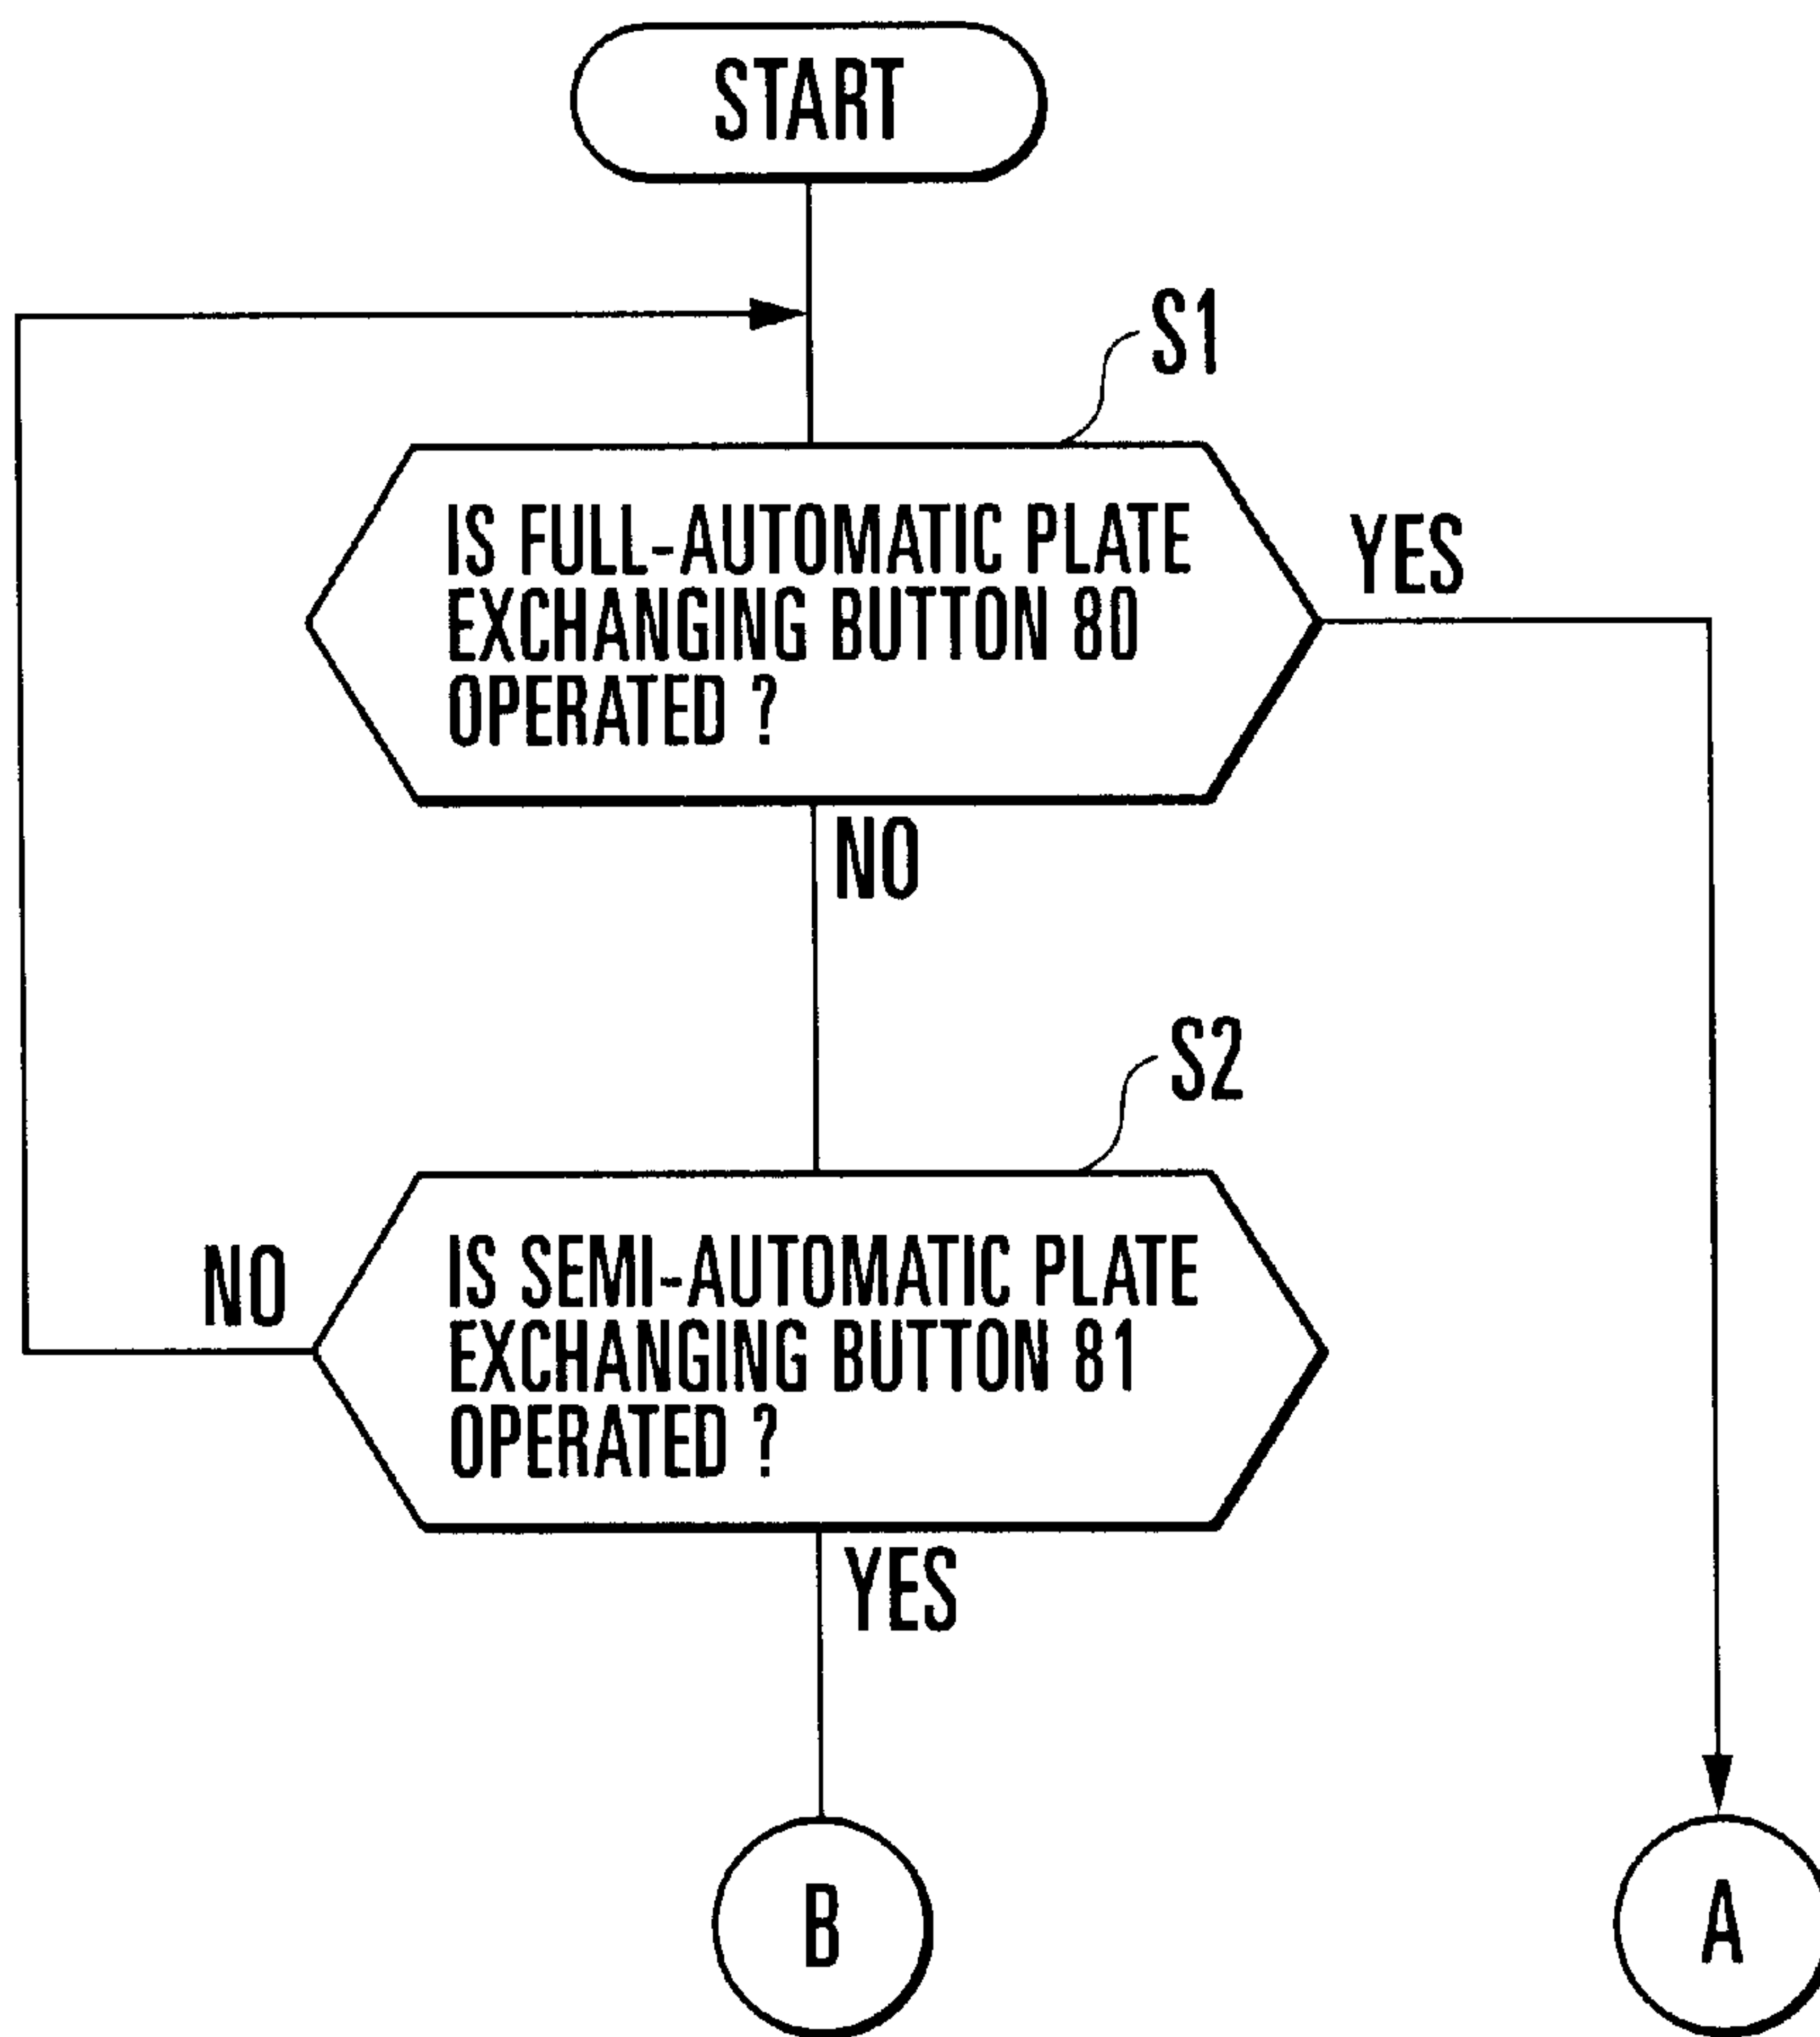 START
S1
IS FULL-AUTOMATIC PLATE
EXCHANGING BUTTON 80
OPERATED ?
YES
NO
S2
IS SEMI-AUTOMATIC PLATE
EXCHANGING BUTTON 81
OPERATED ?
NO
YES
B
A